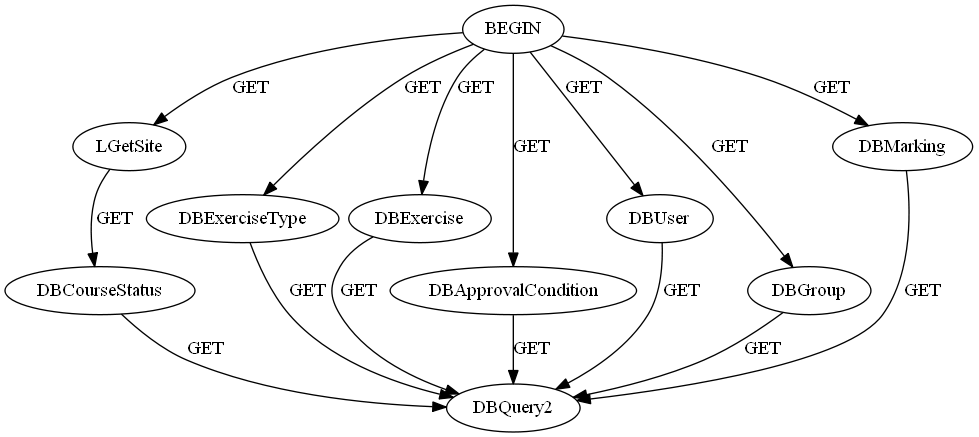 BEGIN
GET
GET
GET
GET
GET
GET
GET
LGetSite
DBMarking
GET
DBExerciseType
DBExercise
DBUser
DBCourseStatus
GET
GET
DBApprovalCondition
GET
DBGroup
GET
GET
GET
GET
DBQuery2